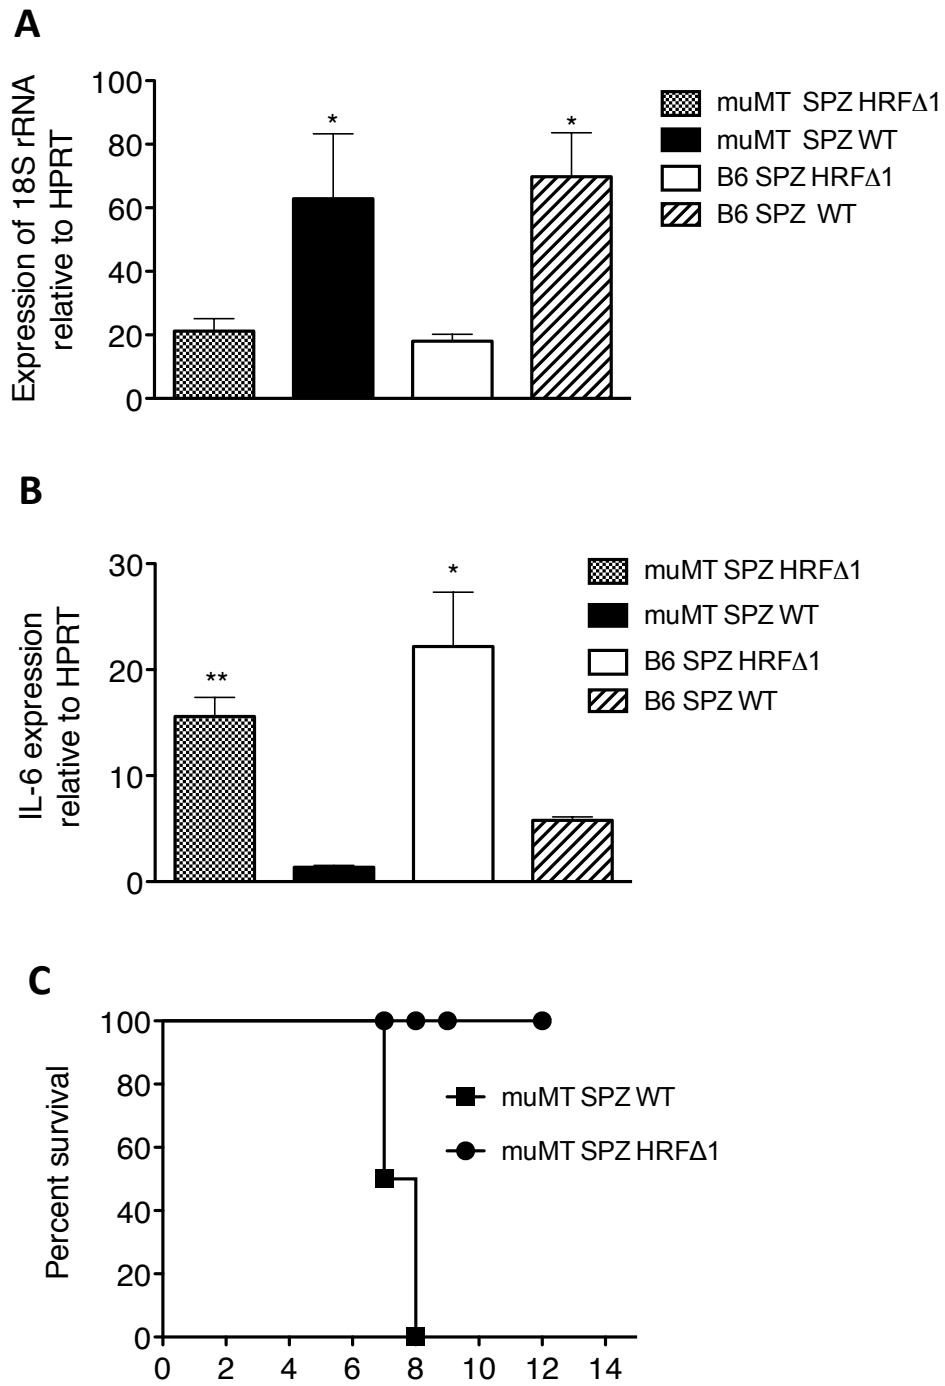 A
Expression of 18S rRNA
relative to HPRT
100
80
60
40
20
0
*
*
muMT SPZ HRFΔ1
muMT SPZ WT
B6 SPZ HRFΔ1
B6 SPZ WT
B
IL-6 expression
relative to HPRT
30
20
10
0
**
*
muMT SPZ HRFΔ1
muMT SPZ WT
B6 SPZ HRFΔ1
B6 SPZ WT
C
Percent survival
100
80
60
40
20
0
muMT SPZ WT
muMT SPZ HRFΔ1
0 2 4 6 8 10 12 14